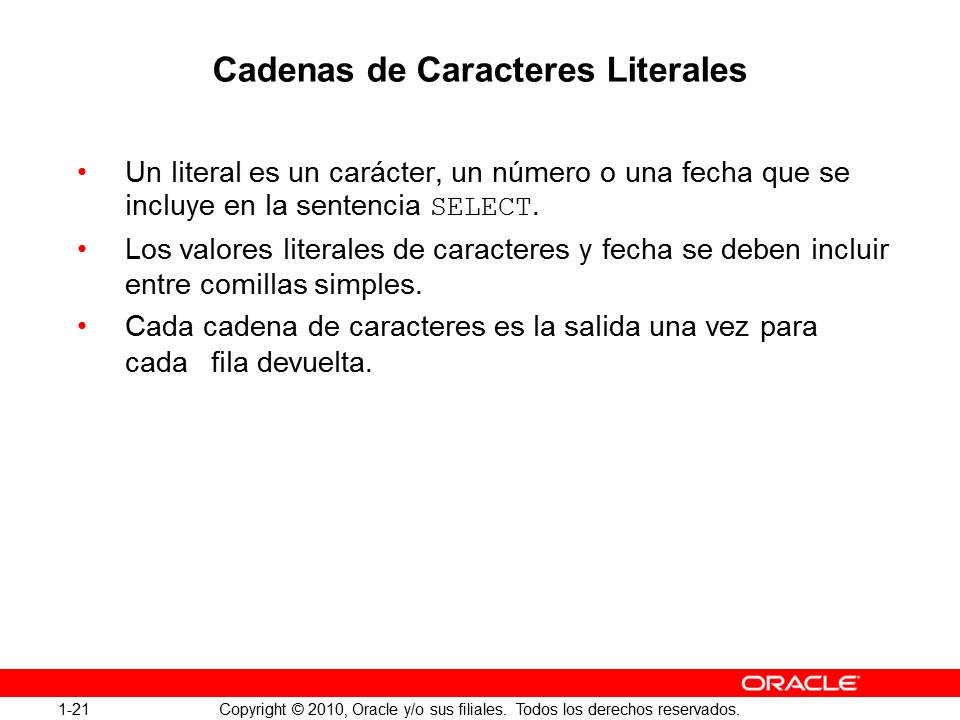 Cadenas de Caracteres Literales
• Un literal es un carácter, un número o una fecha que se
incluye en la sentencia SELECT.
• Los valores literales de caracteres y fecha se deben incluir
entre comillas simples.
• Cada cadena de caracteres es la salida una vez para
cada fila devuelta.
ORACLE
1-21 Copyright © 2010, Oracle y/o sus filiales. Todos los derechos reservados.